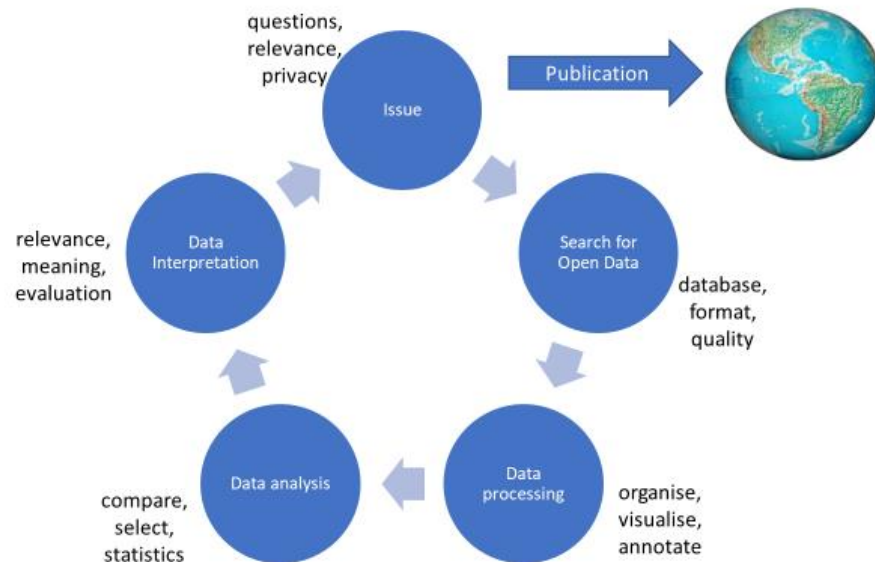 questions,
relevance,
privacy
Issue
Publication
Search for
Open Data
database,
format,
quality
Data
processing
organise,
visualise,
annotate
Data analysis
compare,
select,
statistics
Data
Interpretation
relevance,
meaning,
evaluation